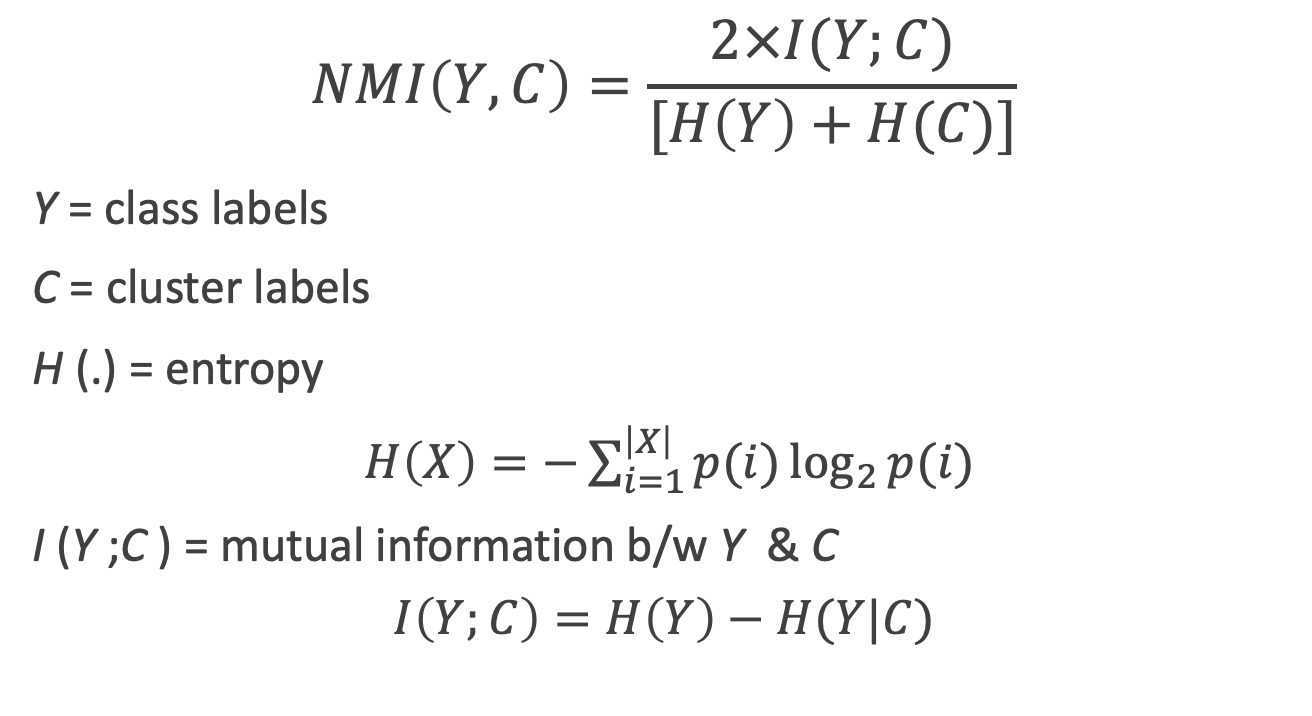 NMI(Y, C) = 2×I(Y; C) / [H(Y) + H(C)]
Y = class labels
C = cluster labels
H (.) = entropy
H(X) = − ∑_{i=1}^{|X|} p(i) log₂ p(i)
I (Y ;C ) = mutual information b/w Y & C
I(Y; C) = H(Y) − H(Y|C)